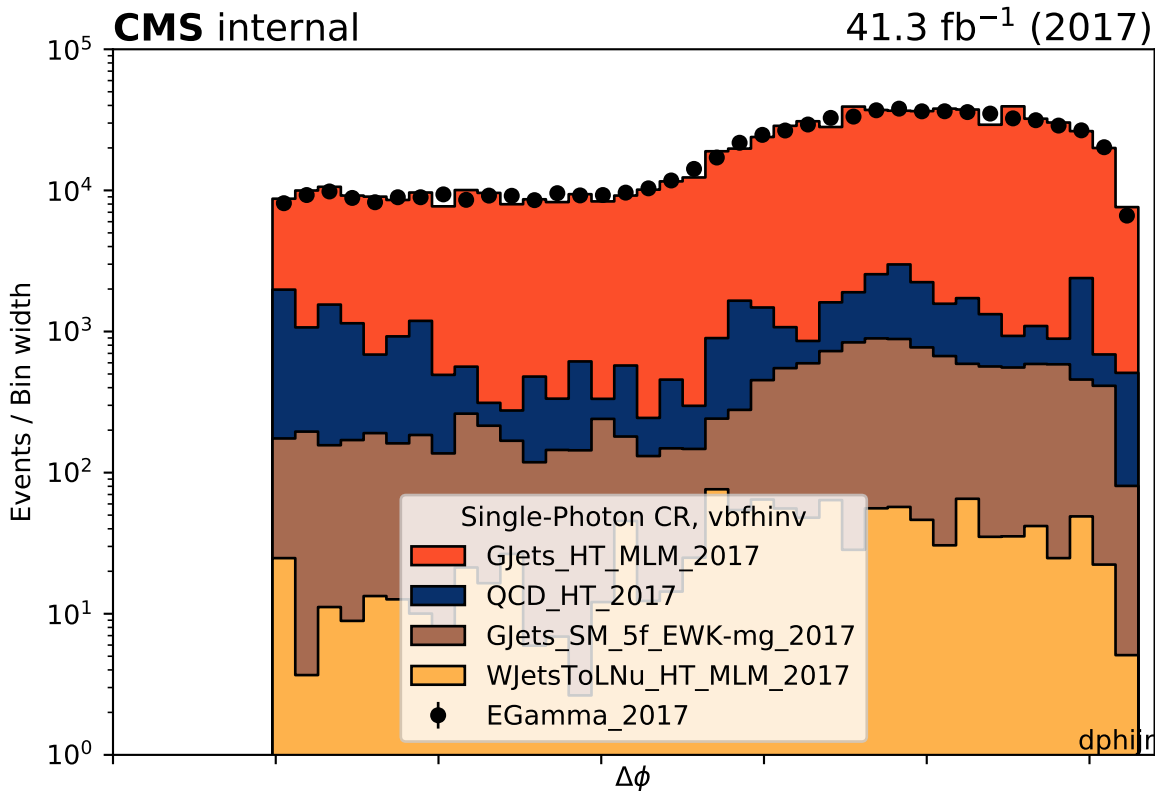 CMS internal 41.3 fb⁻¹ (2017)
10⁵
10⁴
10³
10²
10¹
10⁰
Events / Bin width
Single-Photon CR, vbfhinv
GJets_HT_MLM_2017
QCD_HT_2017
GJets_SM_5f_EWK-mg_2017
WJetsToLNu_HT_MLM_2017
EGamma_2017
Δϕ